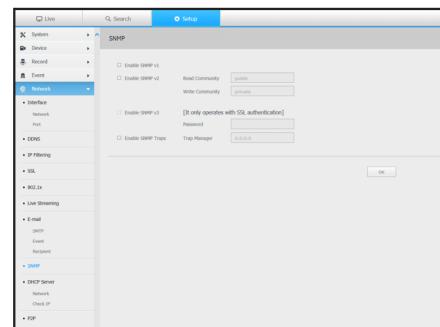 Live
Search
Setup
System
Device
Record
Event
Network
Interface
Network
Port
DDNS
IP Filtering
SSL
802.1x
Live Streaming
E-mail
SMTP
Event
Recipient
SNMP
DHCP Server
Network
Check IP
P2P
SNMP
Enable SNMP v1
Enable SNMP v2
Read Community
public
Write Community
private
Enable SNMP v3
[It only operates with SSL authentication]
Password
Enable SNMP Traps
Trap Manager
0.0.0.0
OK